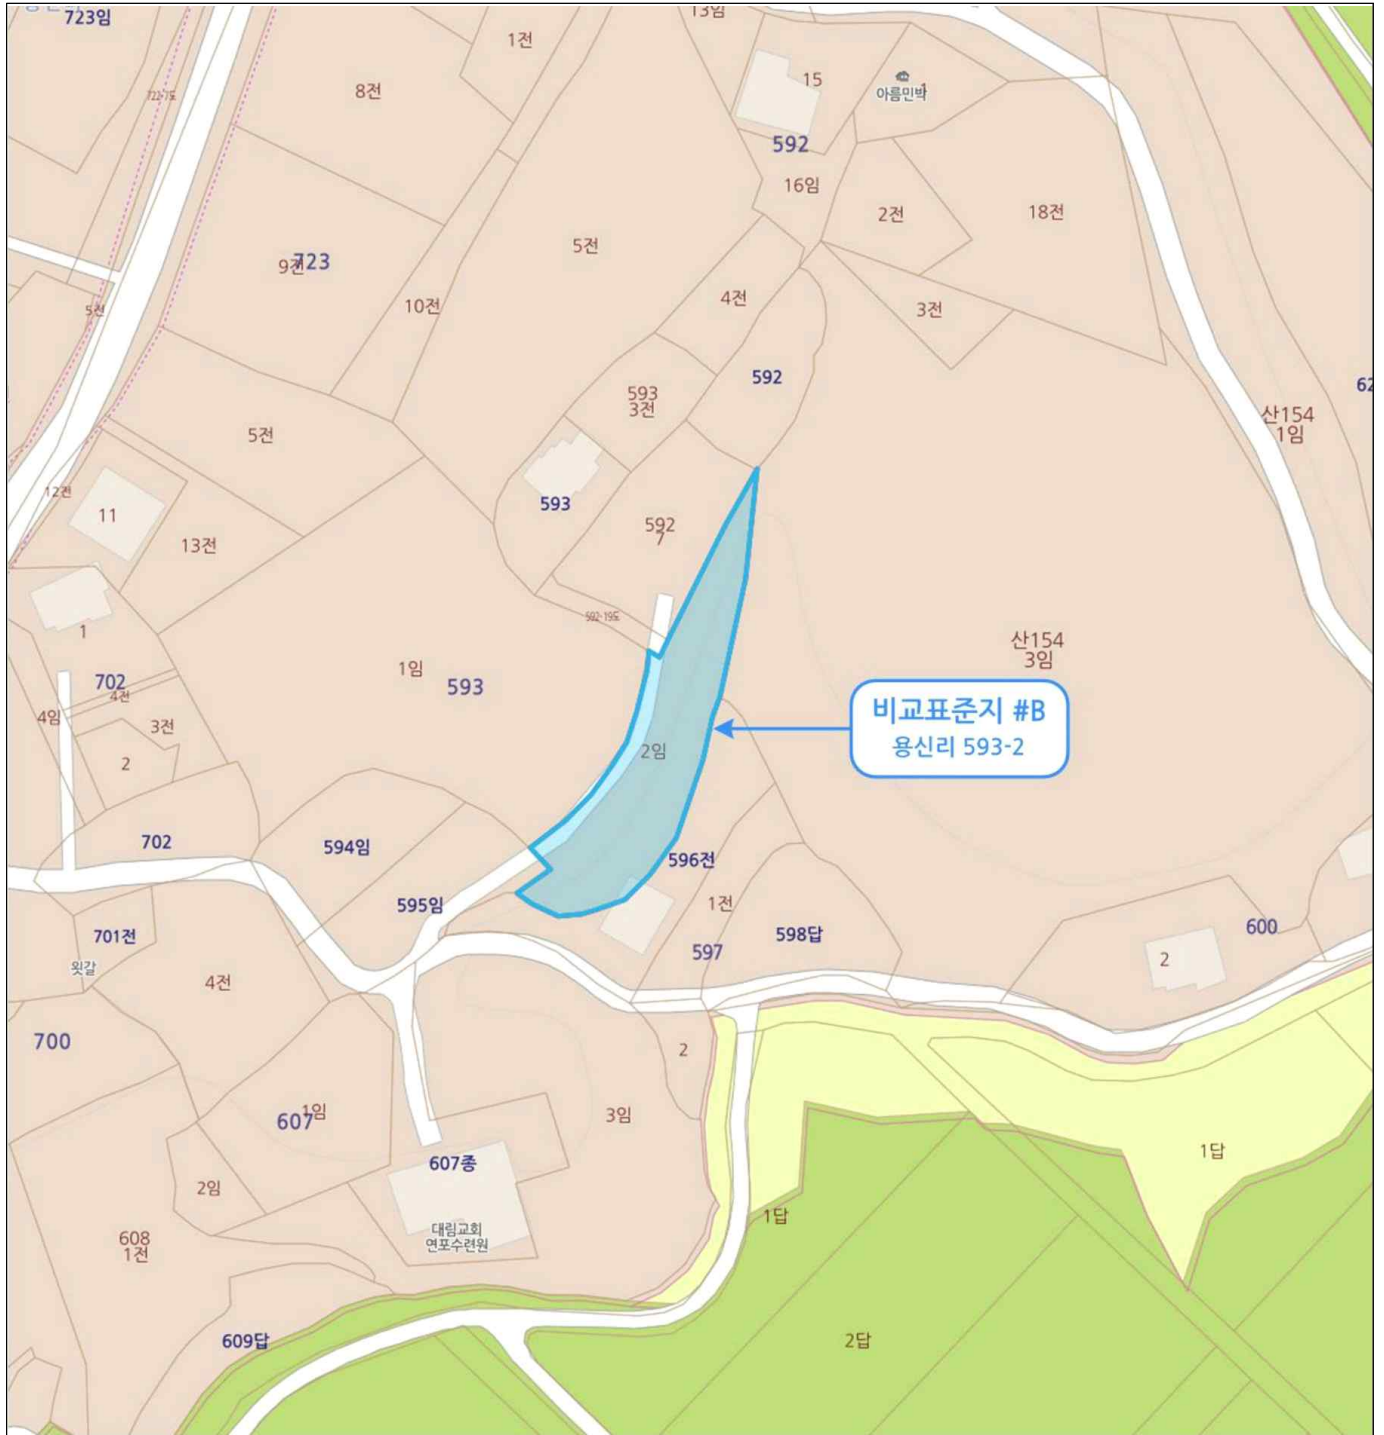 723임
13임
1전
15
8전
722-7도
아름민박
592
16임
2전
18전
5전
9전
723
4전
10전
5전
3전
592
593
3전
62
산154
1임
5전
12전
593
11
592
7
13전
592-19도
1
산154
3임
1임
593
702
4전
4임
3전
비교표준지 #B
용신리 593-2
2임
2
702
594임
596전
595임
1전
598답
600
701전
597
2
윗갈
4전
700
2
607
1임
3임
1답
607종
2임
1답
대림교회
연포수련원
608
1전
609답
2답